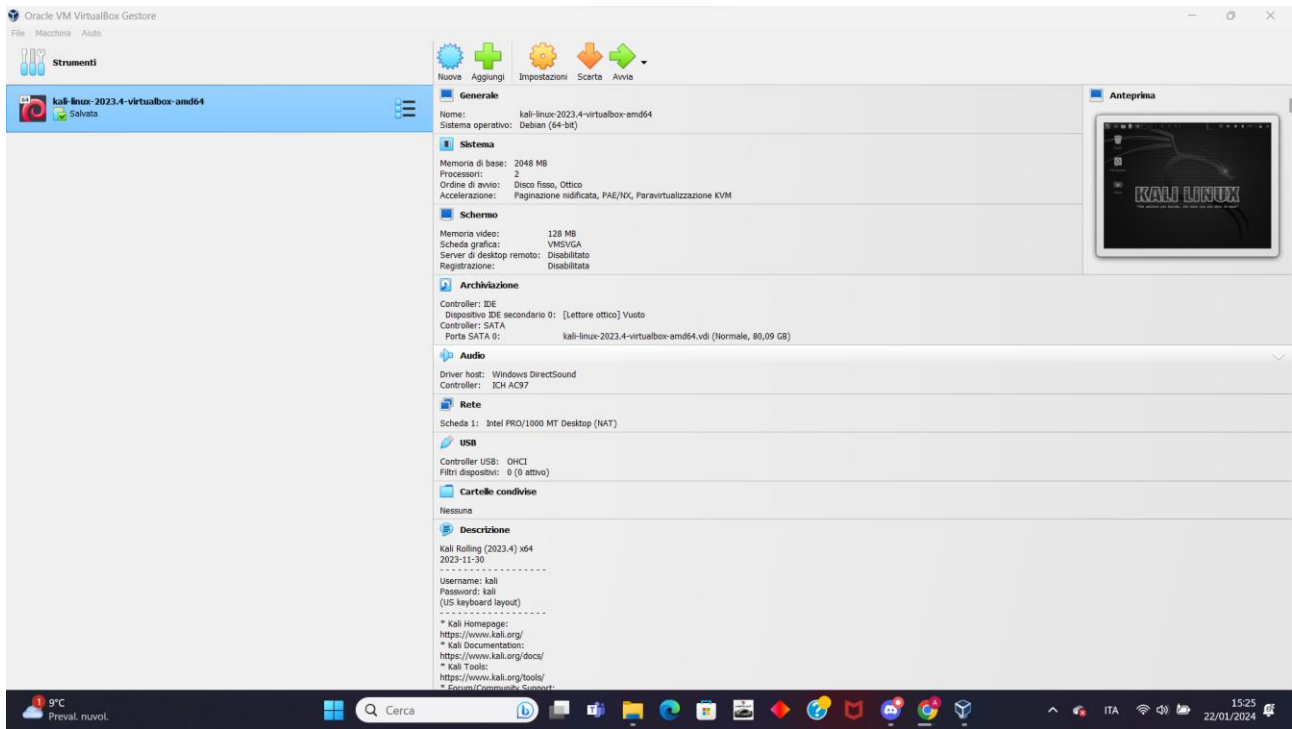 Oracle VM VirtualBox Gestore
File Macchina Aiuto
Strumenti
Nuova Aggiungi Impostazioni Scarta Avvia
64
kali-linux-2023.4-virtualbox-amd64
Salvata
Generale
Nome: kali-linux-2023.4-virtualbox-amd64
Sistema operativo: Debian (64-bit)
Sistema
Memoria di base: 2048 MB
Processori: 2
Ordine di avvio: Disco fisso, Ottico
Accelerazione: Paginazione nidificata, PAE/NX, Paravirtualizzazione KVM
Schermo
Memoria video: 128 MB
Scheda grafica: VMSVGA
Server di desktop remoto: Disabilitato
Registrazione: Disabilitata
Archiviazione
Controller: IDE
Dispositivo IDE secondario 0: [Lettore ottico] Vuoto
Controller: SATA
Porta SATA 0: kali-linux-2023.4-virtualbox-amd64.vdi (Normale, 80,09 GB)
Audio
Driver host: Windows DirectSound
Controller: ICH AC97
Rete
Scheda 1: Intel PRO/1000 MT Desktop (NAT)
USB
Controller USB: OHCI
Filtri dispositivi: 0 (0 attivo)
Cartelle condivise
Nessuna
Descrizione
Kali Rolling (2023.4) x64
2023-11-30
- - - - - - - - - - - - - - - - - - -
Username: kali
Password: kali
(US keyboard layout)
- - - - - - - - - - - - - - - - - - -
* Kali Homepage:
https://www.kali.org/
* Kali Documentation:
https://www.kali.org/docs/
* Kali Tools:
https://www.kali.org/tools/
* Forum/Community Support:
Anteprima
KALI LINUX
1
9°C
Preval. nuvol.
Cerca
ITA
15:25
22/01/2024